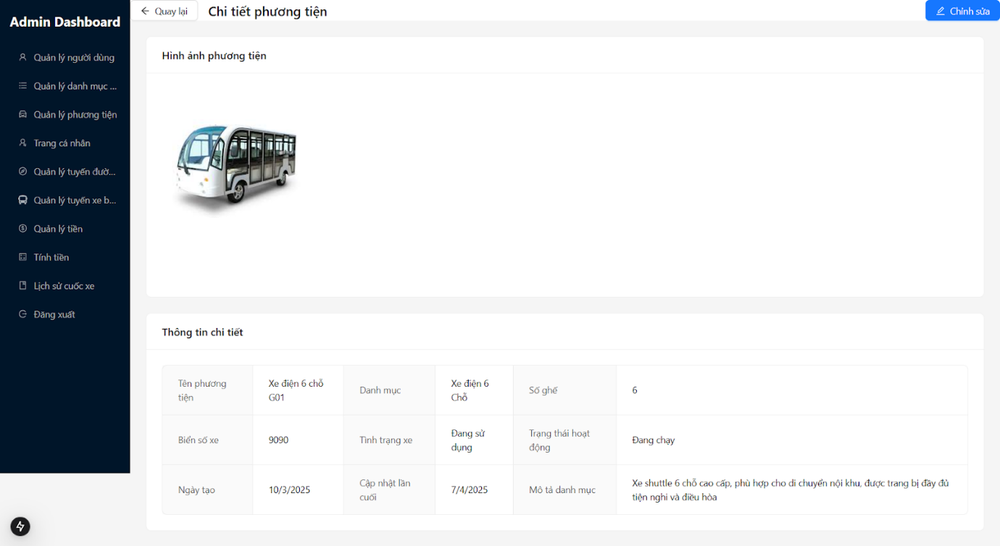 Admin Dashboard
Quản lý người dùng
Quản lý danh mục ...
Quản lý phương tiện
Trang cá nhân
Quản lý tuyến đườ...
Quản lý tuyến xe b...
Quản lý tiền
Tính tiền
Lịch sử cuốc xe
Đăng xuất
Quay lại
Chi tiết phương tiện
Chỉnh sửa
Hình ảnh phương tiện
Thông tin chi tiết
Tên phương
tiện
Xe điện 6 chỗ
G01
Danh mục
Xe điện 6
Chỗ
Số ghế
6
Biển số xe
9090
Tình trạng xe
Đang sử
dụng
Trạng thái hoạt
động
Đang chạy
Ngày tạo
10/3/2025
Cập nhật lần
cuối
7/4/2025
Mô tả danh mục
Xe shuttle 6 chỗ cao cấp, phù hợp cho di chuyển nội khu, được trang bị đầy đủ
tiện nghi và điều hòa